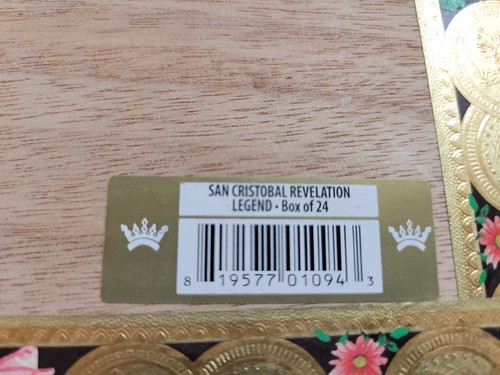 SAN CRISTOBAL REVELATION
LEGEND • Box of 24
8 19577 01094 3